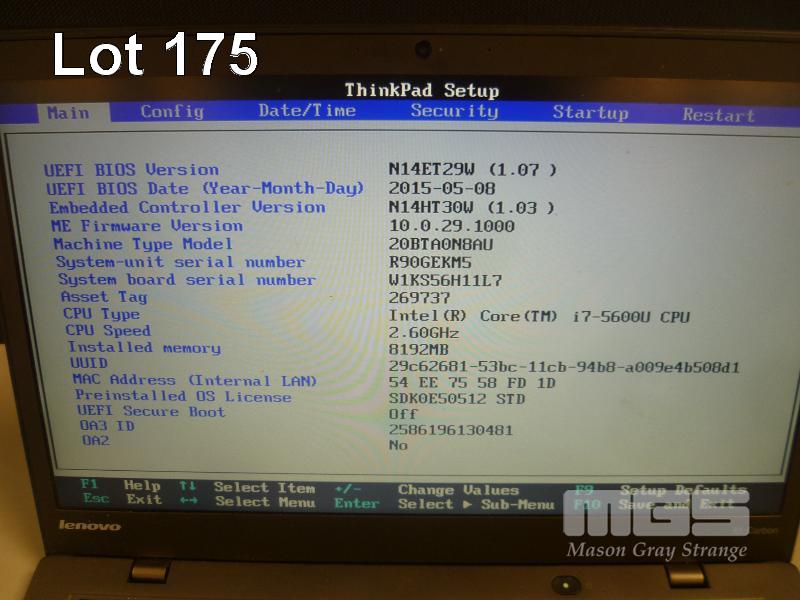 Lot 175
ThinkPad Setup
Main Config Date/Time Security Startup Restart
UEFI BIOS Version N14ET29W (1.07 )
UEFI BIOS Date (Year-Month-Day) 2015-05-08
Embedded Controller Version N14HT30W (1.03 )
ME Firmware Version 10.0.29.1000
Machine Type Model 20BTA0N8AU
System-unit serial number R90GEKM5
System board serial number W1KS56H11L7
Asset Tag 269737
CPU Type Intel(R) Core(TM) i7-5600U CPU
CPU Speed 2.60GHz
Installed memory 8192MB
UUID 29c62681-53bc-11cb-94b8-a009e4b508d1
MAC Address (Internal LAN) 54 EE 75 58 FD 1D
Preinstalled OS License SDK0E50512 STD
UEFI Secure Boot Off
OA3 ID 2586196130481
OA2 No
F1 Help ↑↓ Select Item +/- Change Values F9 Setup Defaults
Esc Exit ←→ Select Menu Enter Select ▶ Sub-Menu F10 Save and Exit
lenovo
X1 Carbon
MGS
Mason Gray Strange